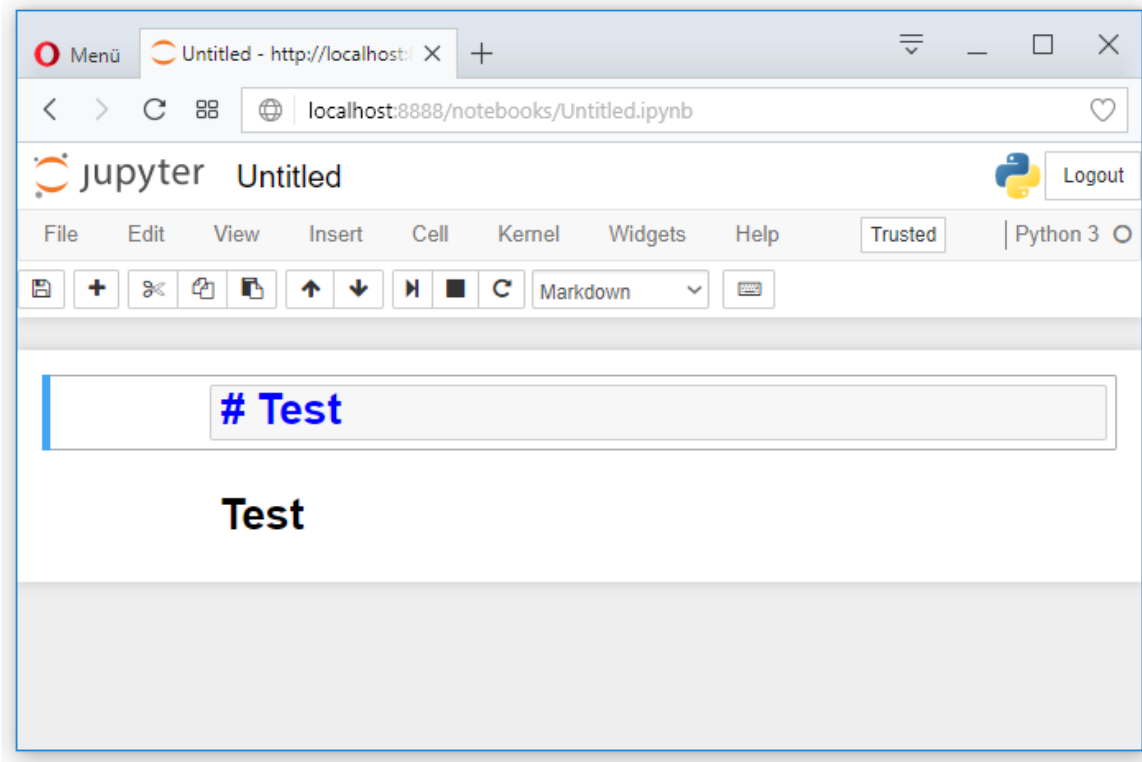 Menü Untitled - http://localhost:
localhost:8888/notebooks/Untitled.ipynb
jupyter Untitled Logout
File Edit View Insert Cell Kernel Widgets Help Trusted Python 3
Markdown
# Test
Test